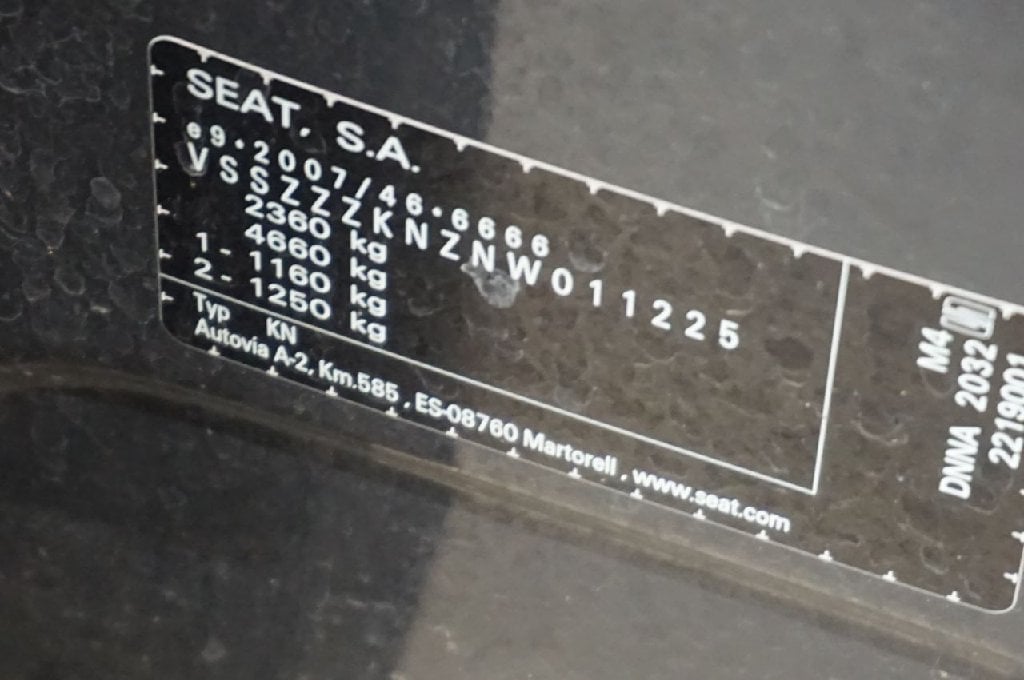 SEAT, S.A.
e9*2007/46*6666
VSSZZZKNZNW011225
2360 kg
4660 kg
1- 1160 kg
2- 1250 kg
Typ KN
Autovia A-2, Km.585 , ES-08760 Martorell , www.seat.com
M4
DNNA 2032
2219001